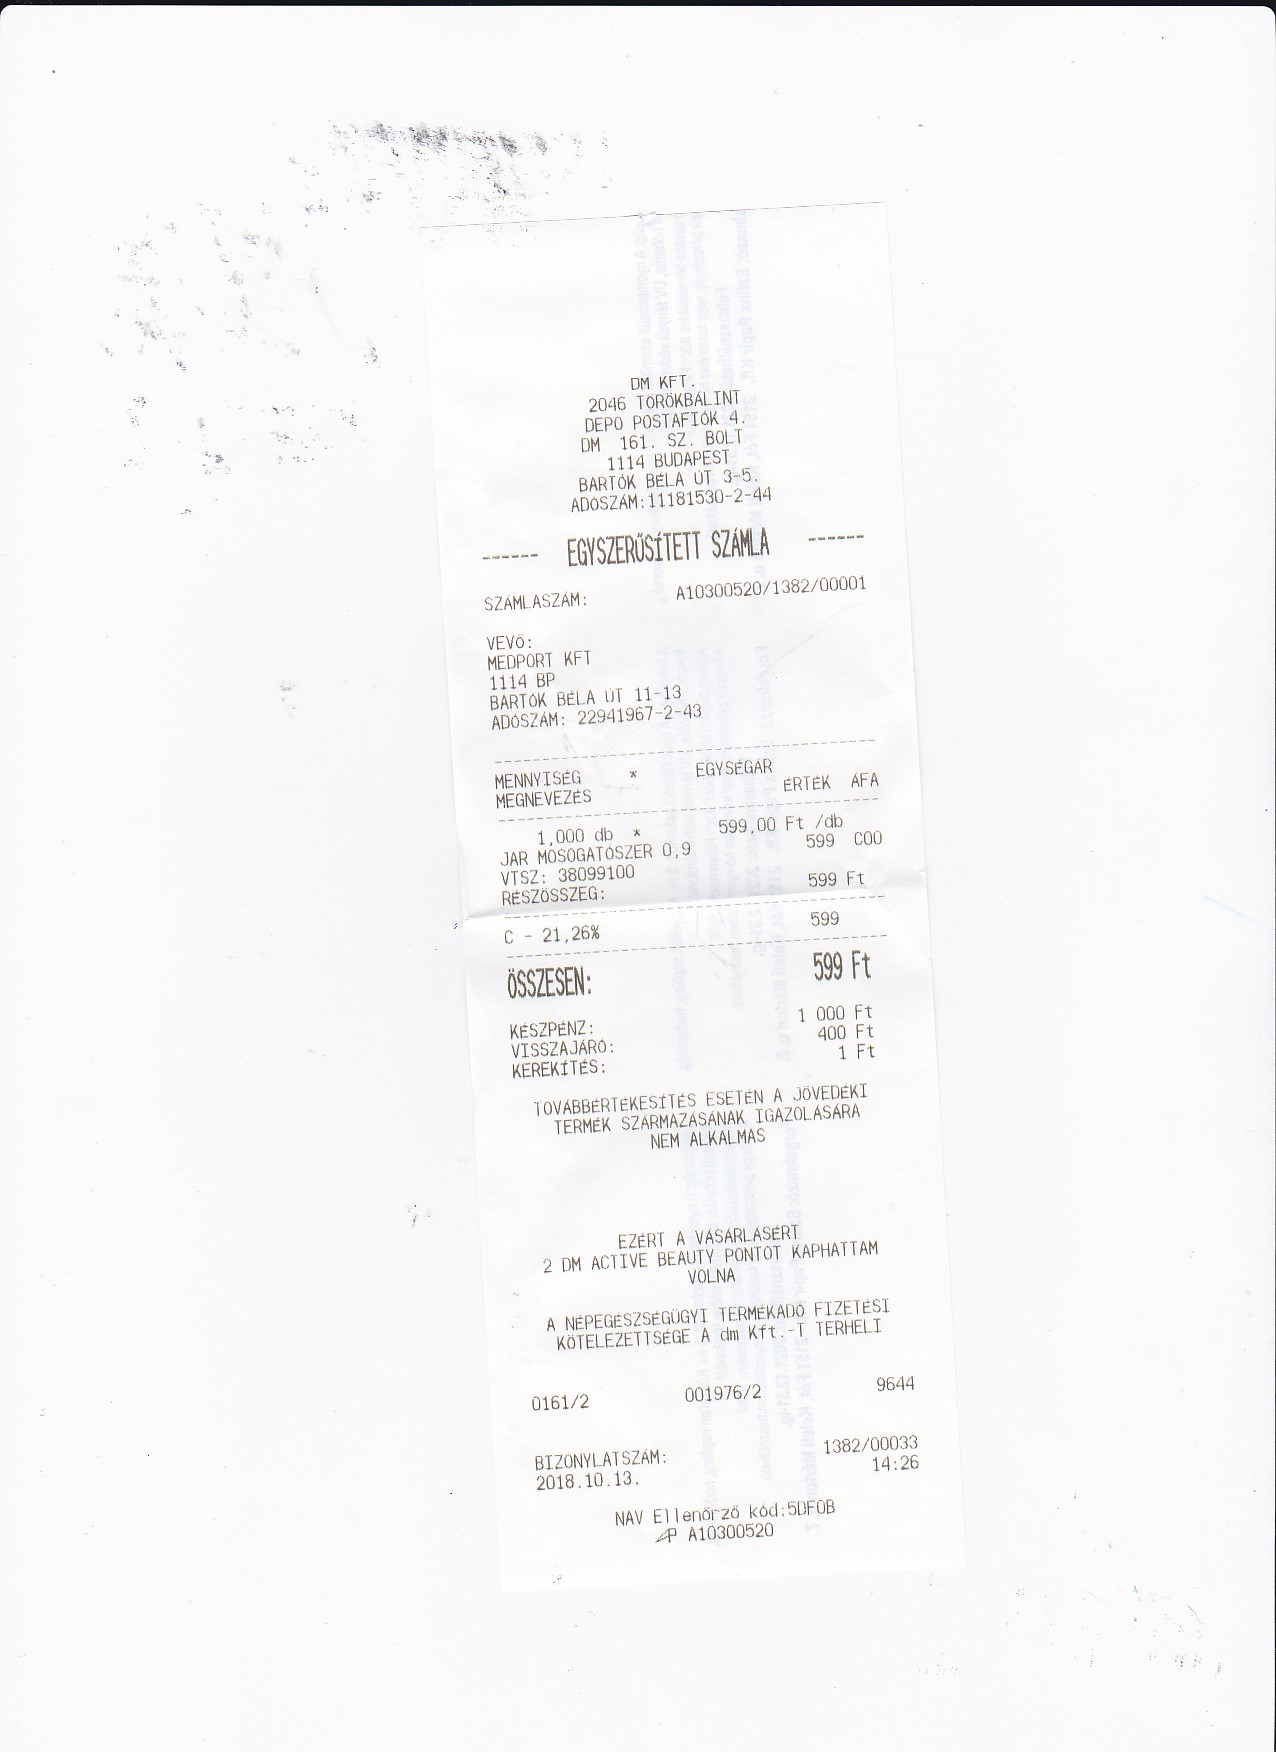 DM KFT.
2046 TÖRÖKBÁLINT
DEPÓ POSTAFIÓK 4.
DM 161. SZ. BOLT
1114 BUDAPEST
BARTÓK BÉLA ÚT 3-5.
ADÓSZÁM:11181530-2-44
------ EGYSZERŰSÍTETT SZÁMLA ------
SZÁMLASZÁM: A10300520/1382/00001
VEVŐ:
MEDPORT KFT
1114 BP
BARTÓK BÉLA ÚT 11-13
ADÓSZÁM: 22941967-2-43
MENNYISÉG * EGYSÉGÁR
MEGNEVEZÉS ÉRTÉK ÁFA
1,000 db * 599,00 Ft /db
JAR MOSOGATÓSZER 0,9 599 C00
VTSZ: 38099100
RÉSZÖSSZEG: 599 Ft
C - 21,26% 599
ÖSSZESEN: 599 Ft
KÉSZPÉNZ: 1 000 Ft
VISSZAJÁRÓ: 400 Ft
KEREKÍTÉS: 1 Ft
TOVÁBBÉRTÉKESÍTÉS ESETÉN A JÖVEDÉKI
TERMÉK SZÁRMAZÁSÁNAK IGAZOLÁSÁRA
NEM ALKALMAS
EZÉRT A VÁSÁRLÁSÉRT
2 DM ACTIVE BEAUTY PONTOT KAPHATTAM
VOLNA
A NÉPEGÉSZSÉGÜGYI TERMÉKADÓ FIZETÉSI
KÖTELEZETTSÉGE A dm Kft.-T TERHELI
0161/2 001976/2 9644
BIZONYLATSZÁM: 1382/00033
2018.10.13. 14:26
NAV Ellenőrző kód:5DF0B
AP A10300520